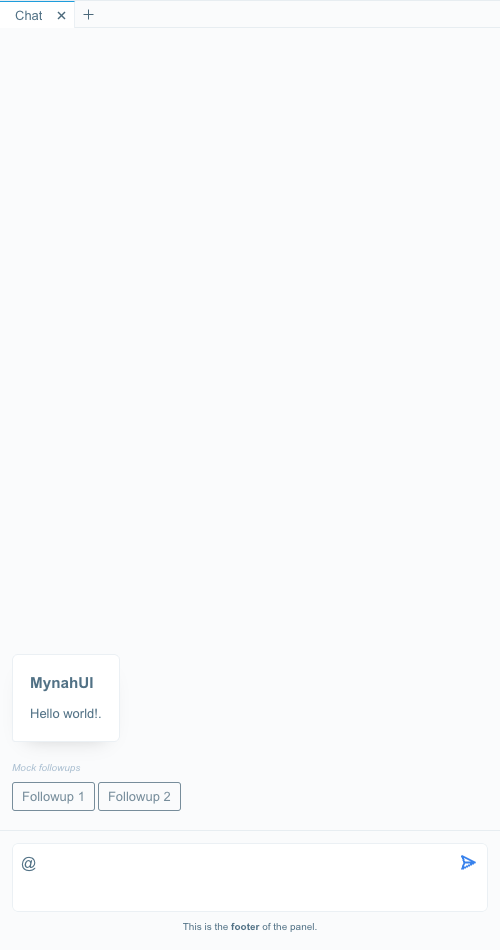 Chat
MynahUI
Hello world!.
Mock followups
Followup 1 Followup 2
@
This is the footer of the panel.